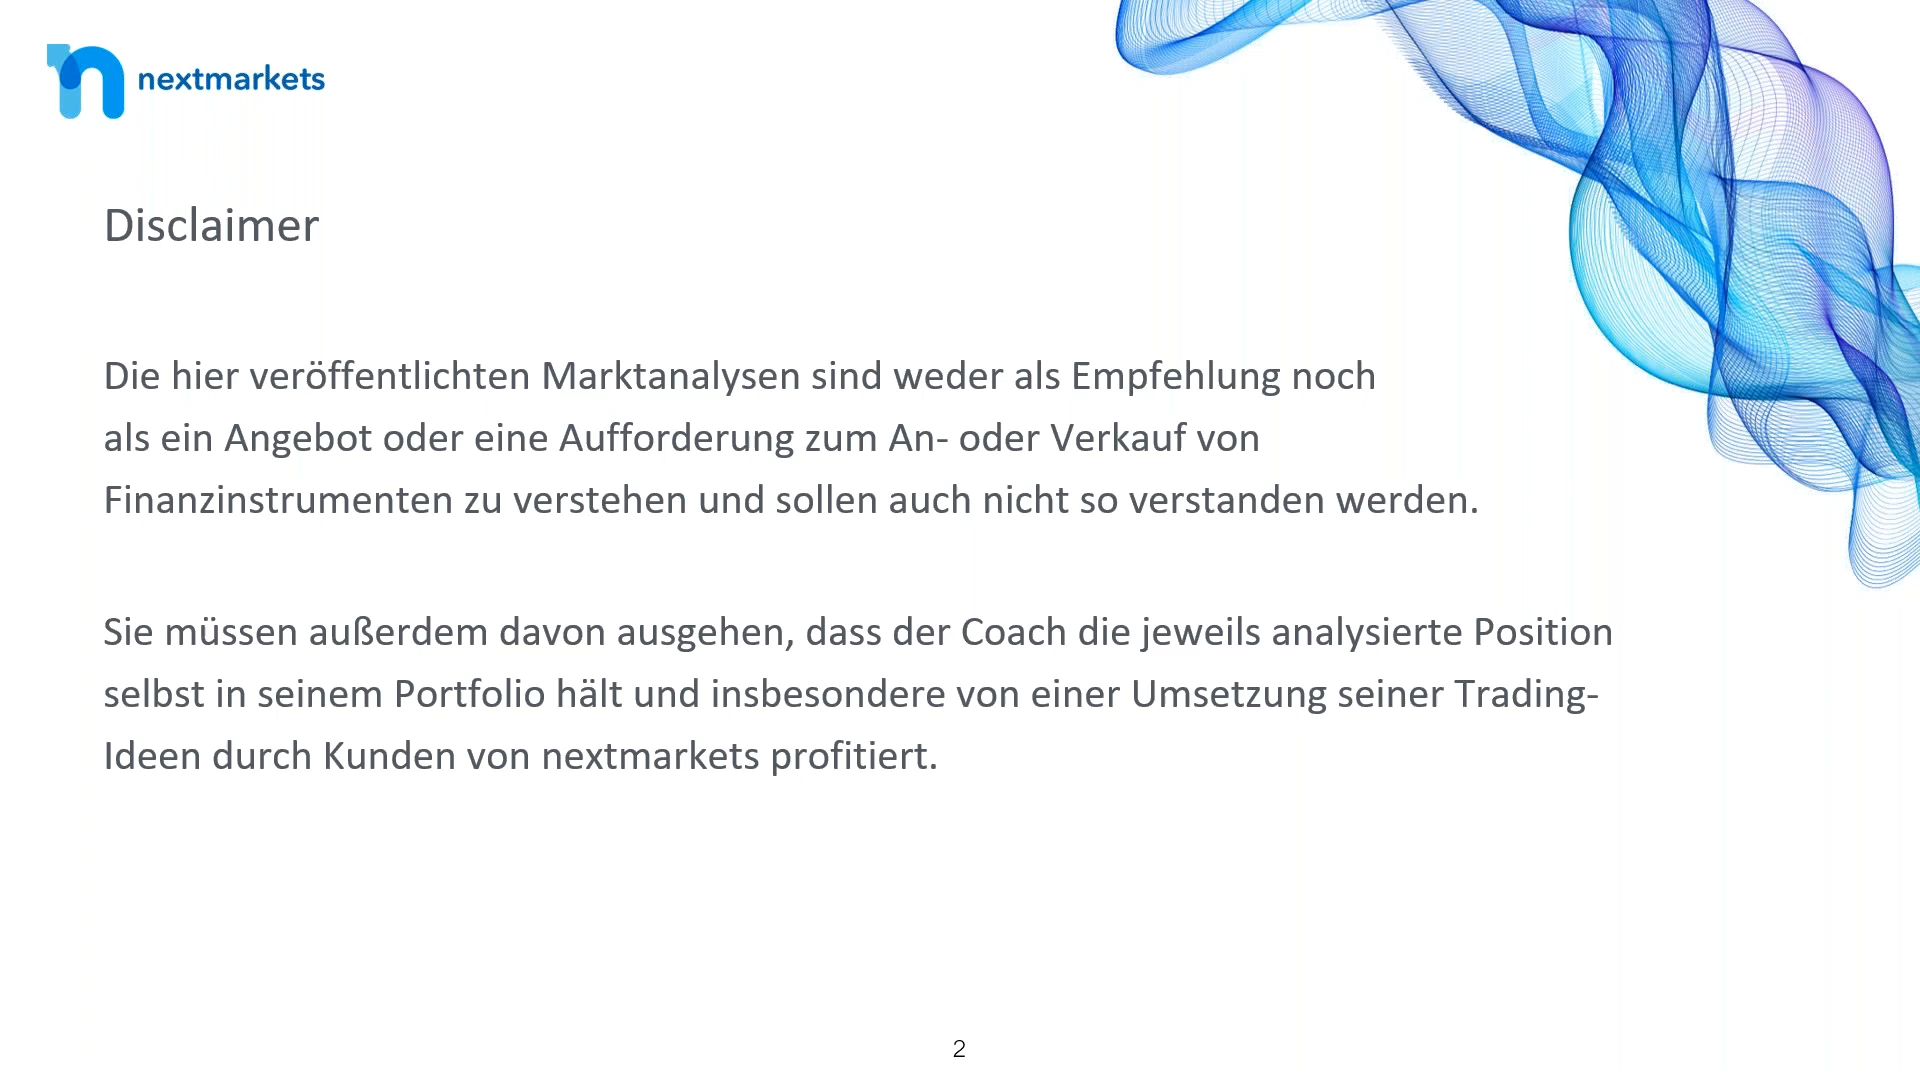 nextmarkets
Disclaimer
Die hier veröffentlichten Marktanalysen sind weder als Empfehlung noch
als ein Angebot oder eine Aufforderung zum An- oder Verkauf von
Finanzinstrumenten zu verstehen und sollen auch nicht so verstanden werden.
Sie müssen außerdem davon ausgehen, dass der Coach die jeweils analysierte Position
selbst in seinem Portfolio hält und insbesondere von einer Umsetzung seiner Trading-
Ideen durch Kunden von nextmarkets profitiert.
2